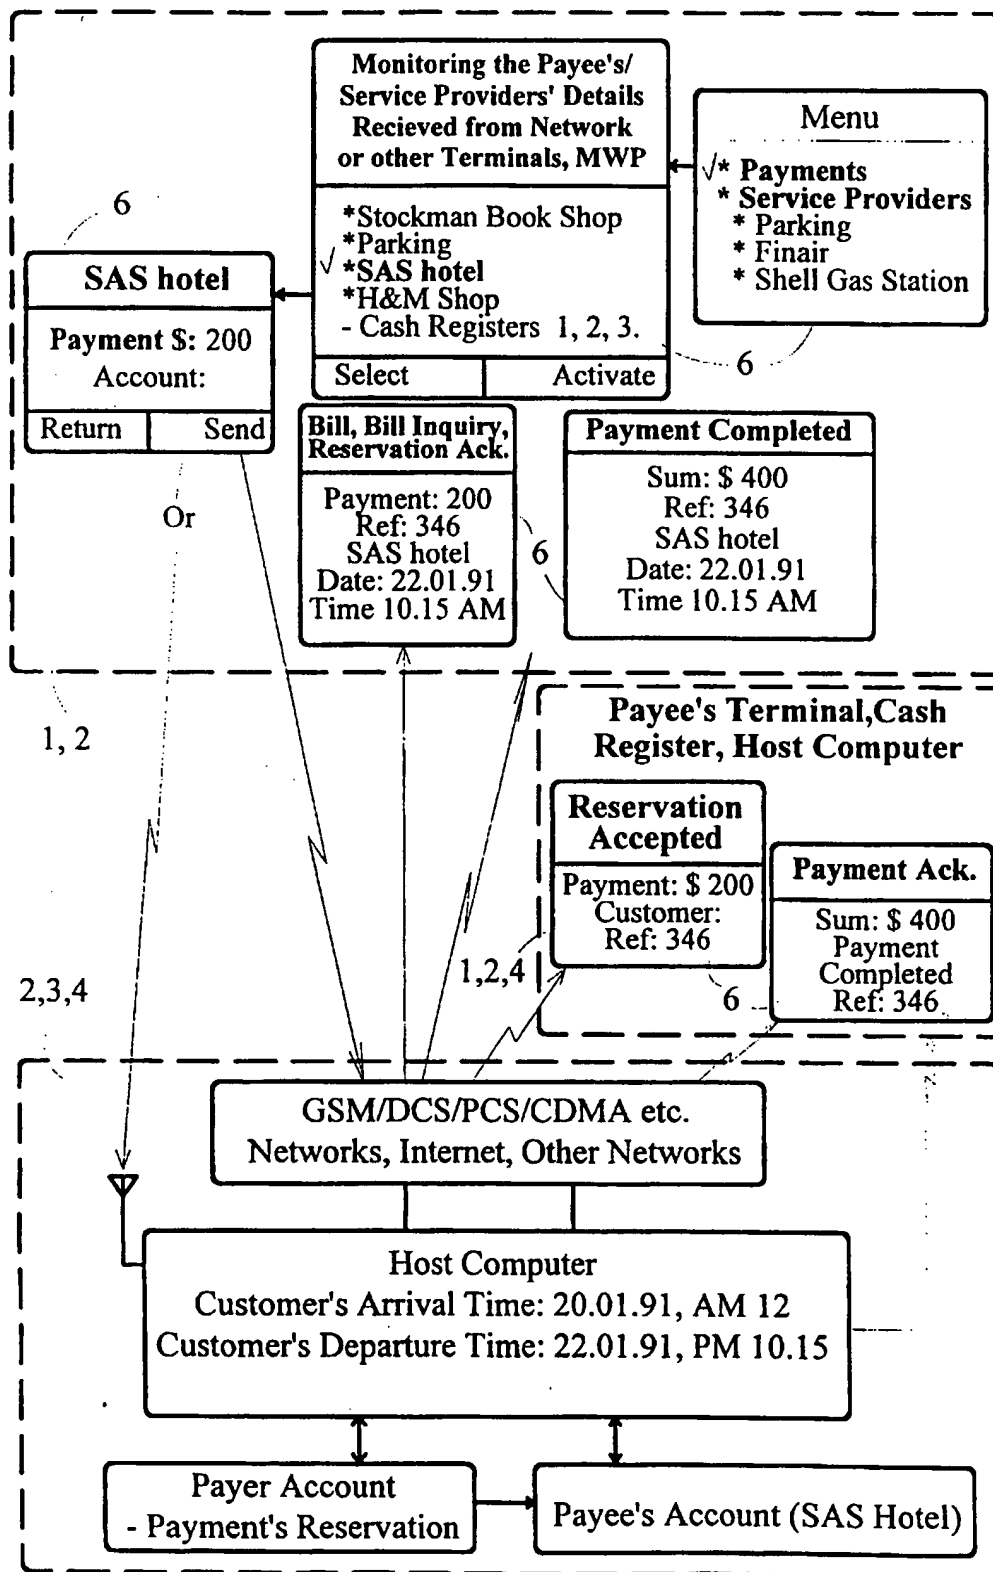 Monitoring the Payee's/
Service Providers' Details
Recieved from Network
or other Terminals, MWP
*Stockman Book Shop
*Parking
√ *SAS hotel
*H&M Shop
- Cash Registers 1, 2, 3.
Select Activate
Menu
√* Payments
* Service Providers
* Parking
* Finair
* Shell Gas Station
6
6
SAS hotel
Payment $: 200
Account:
Return Send
Or
Bill, Bill Inquiry,
Reservation Ack.
Payment: 200
Ref: 346
SAS hotel
Date: 22.01.91
Time 10.15 AM
6
Payment Completed
Sum: $ 400
Ref: 346
SAS hotel
Date: 22.01.91
Time 10.15 AM
1, 2
Payee's Terminal,Cash
Register, Host Computer
Reservation
Accepted
Payment: $ 200
Customer:
Ref: 346
Payment Ack.
Sum: $ 400
Payment
Completed
Ref: 346
1,2,4
6
2,3,4
GSM/DCS/PCS/CDMA etc.
Networks, Internet, Other Networks
Host Computer
Customer's Arrival Time: 20.01.91, AM 12
Customer's Departure Time: 22.01.91, PM 10.15
Payer Account
- Payment's Reservation
Payee's Account (SAS Hotel)